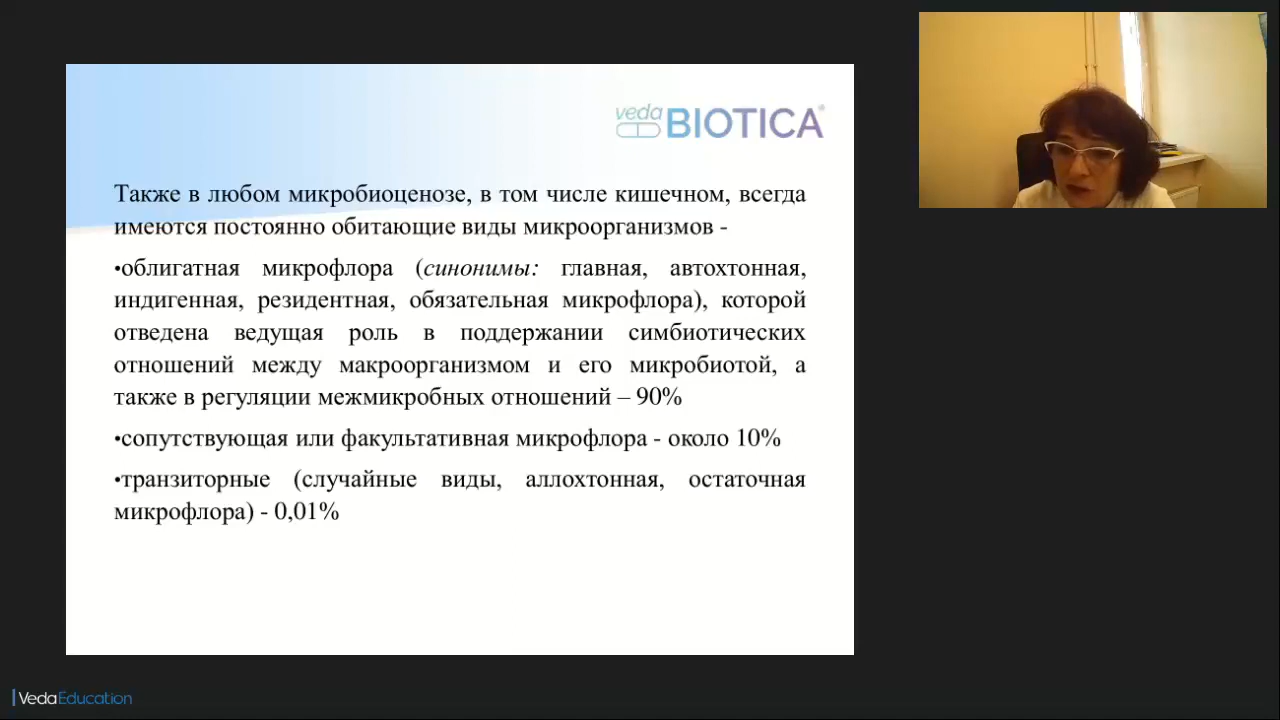 veda
BIOTICA®
Также в любом микробиоценозе, в том числе кишечном, всегда
имеются постоянно обитающие виды микроорганизмов -
•облигатная микрофлора (синонимы: главная, автохтонная,
индигенная, резидентная, обязательная микрофлора), которой
отведена ведущая роль в поддержании симбиотических
отношений между макроорганизмом и его микробиотой, а
также в регуляции межмикробных отношений – 90%
•сопутствующая или факультативная микрофлора - около 10%
•транзиторные (случайные виды, аллохтонная, остаточная
микрофлора) - 0,01%
VedaEducation